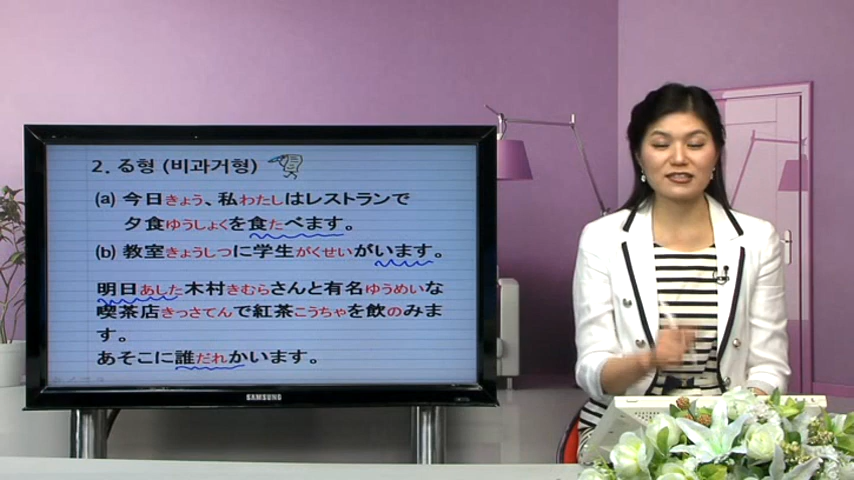 2. る형 (비과거형)
(a) 今日きょう、私わたしはレストランで
夕食ゆうしょくを食たべます。
(b) 教室きょうしつに学生がくせいがいます。
明日あした木村きむらさんと有名ゆうめいな
喫茶店きっさてんで紅茶こうちゃを飲のみま
す。
あそこに誰だれかいます。
SAMSUNG